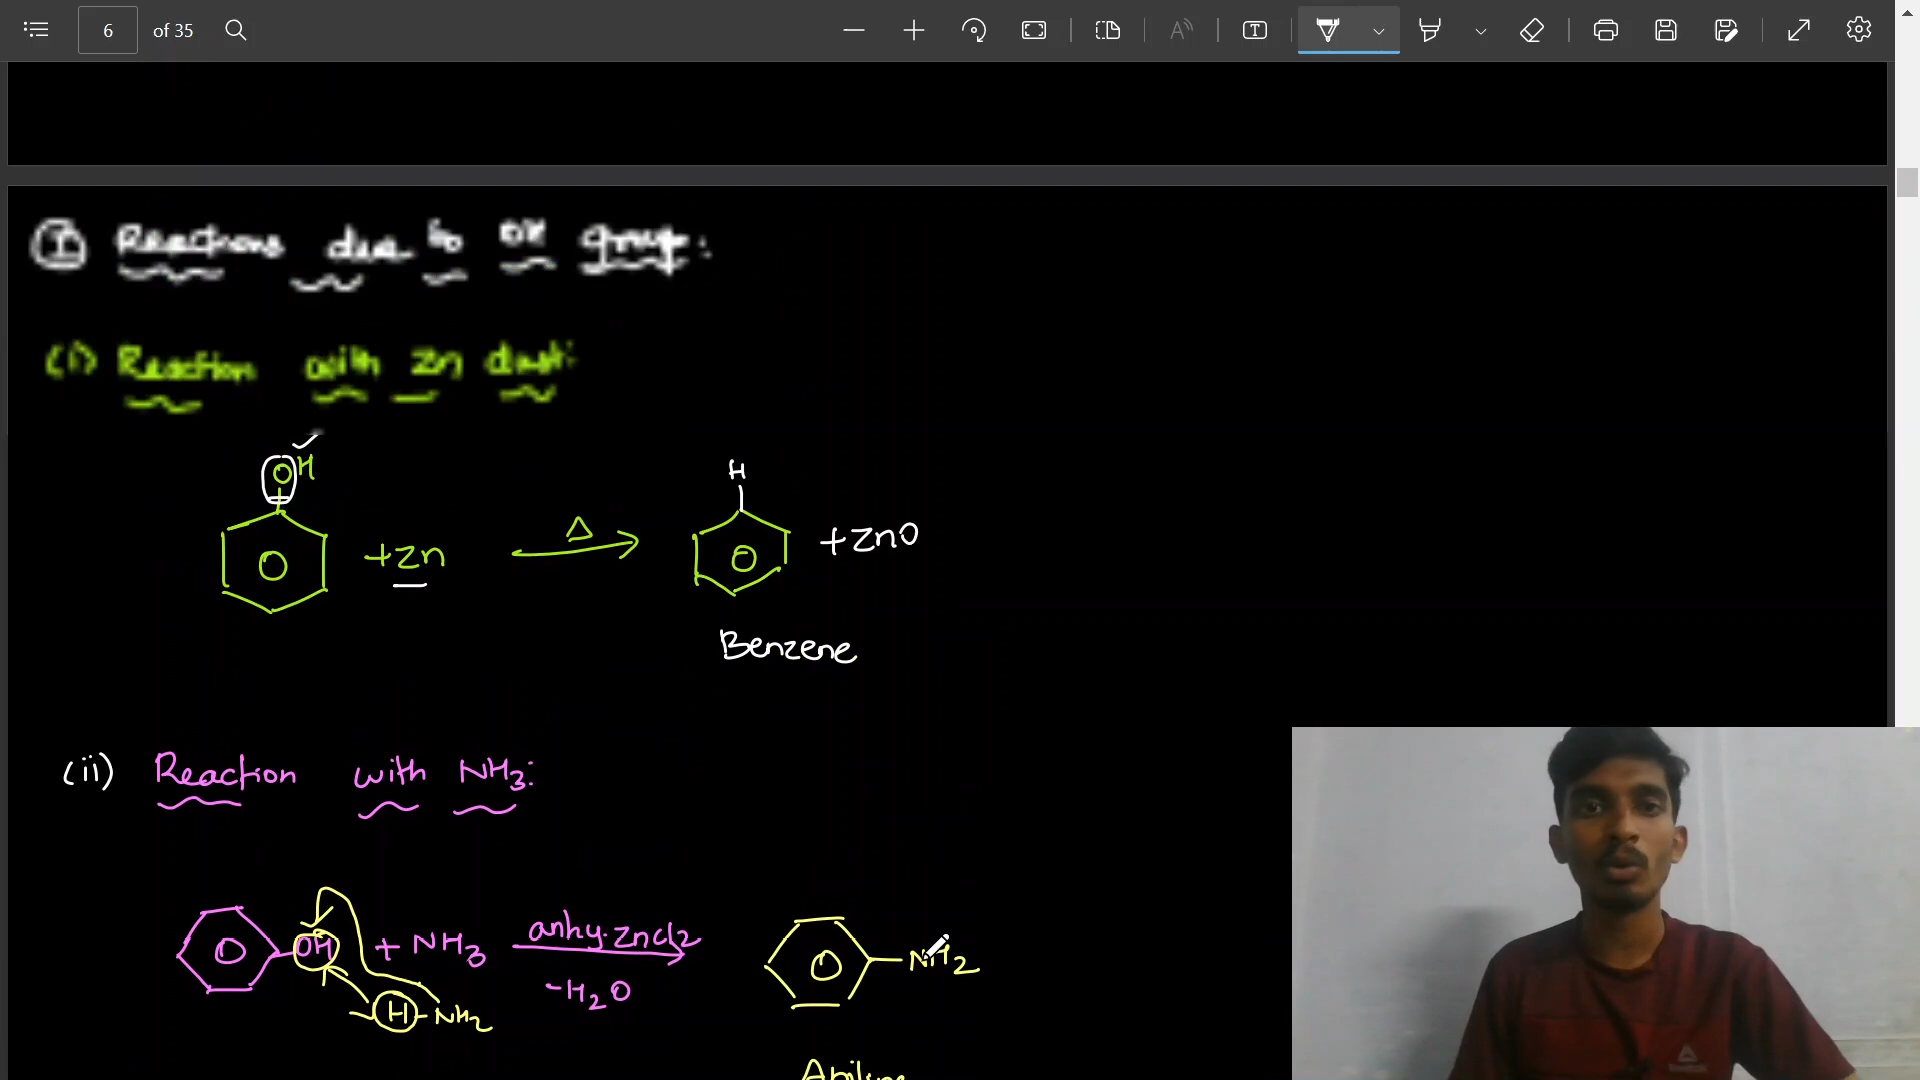 6 of 35
① Reactions due to OH group:
(i) Reaction with Zn dust:
OH
H
+Zn Δ +ZnO
Benzene
(ii) Reaction with NH3:
OH + NH3 anhy.ZnCl2 NH2
-H2O
H-NH2
Aniline